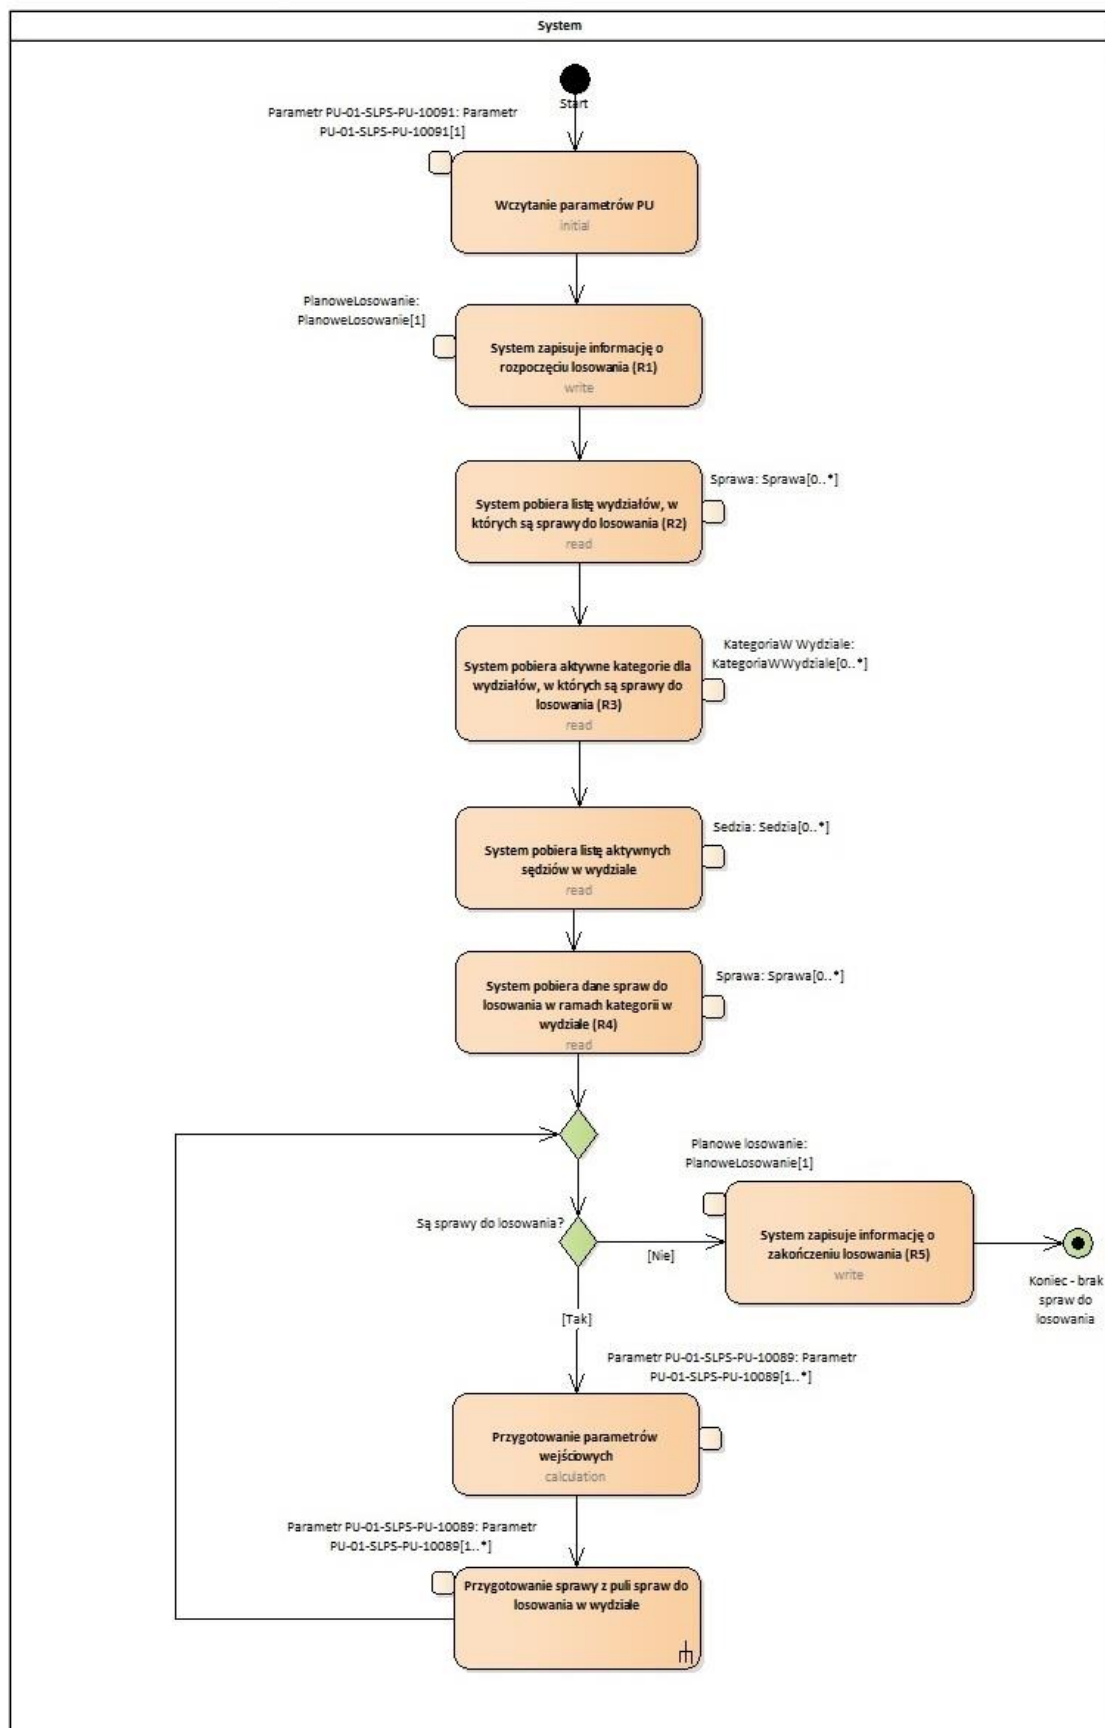 System
Start
Parametr PU-01-SLPS-PU-10091: Parametr
PU-01-SLPS-PU-10091[1]
Wczytanie parametrów PU
initial
PlanoweLosowanie:
PlanoweLosowanie[1]
System zapisuje informację o
rozpoczęciu losowania (R1)
write
Sprawa: Sprawa[0..*]
System pobiera listę wydziałów, w
których są sprawy do losowania (R2)
read
KategoriaW Wydziale:
KategoriaWWydziale[0..*]
System pobiera aktywne kategorie dla
wydziałów, w których są sprawy do
losowania (R3)
read
Sedzia: Sedzia[0..*]
System pobiera listę aktywnych
sędziów w wydziale
read
Sprawa: Sprawa[0..*]
System pobiera dane spraw do
losowania w ramach kategorii w
wydziale (R4)
read
Planowe losowanie:
PlanoweLosowanie[1]
Są sprawy do losowania?
[Nie]
System zapisuje informację o
zakończeniu losowania (R5)
write
Koniec - brak
spraw do
losowania
[Tak]
Parametr PU-01-SLPS-PU-10089: Parametr
PU-01-SLPS-PU-10089[1..*]
Przygotowanie parametrów
wejściowych
calculation
Parametr PU-01-SLPS-PU-10089: Parametr
PU-01-SLPS-PU-10089[1..*]
Przygotowanie sprawy z puli spraw do
losowania w wydziale